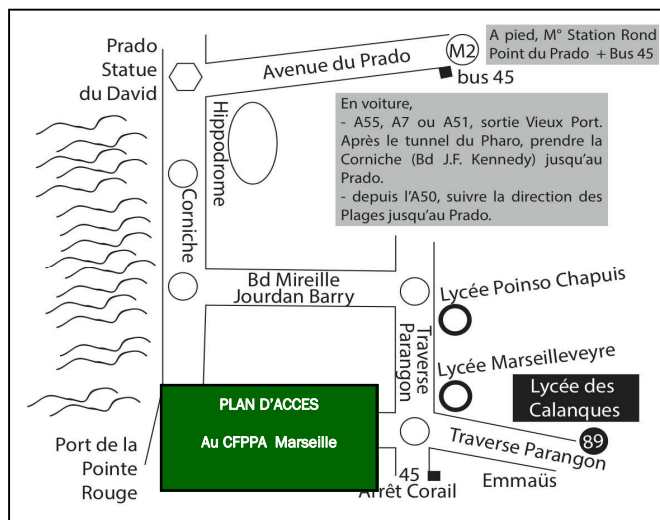 Prado
Statue
du David
Avenue du Prado
M2
A pied, M° Station Rond
Point du Prado + Bus 45
bus 45
Hippodrome
Corniche
En voiture,
- A55, A7 ou A51, sortie Vieux Port.
Après le tunnel du Pharo, prendre la
Corniche (Bd J.F. Kennedy) jusqu'au
Prado.
- depuis l'A50, suivre la direction des
Plages jusqu'au Prado.
Bd Mireille
Jourdan Barry
Lycée Poinso Chapuis
Traverse
Parangon
Lycée Marseilleveyre
Lycée des
Calanques
PLAN D'ACCES
Au CFPPA Marseille
Port de la
Pointe
Rouge
Traverse Parangon
89
45
Arrêt Corail
Emmaüs